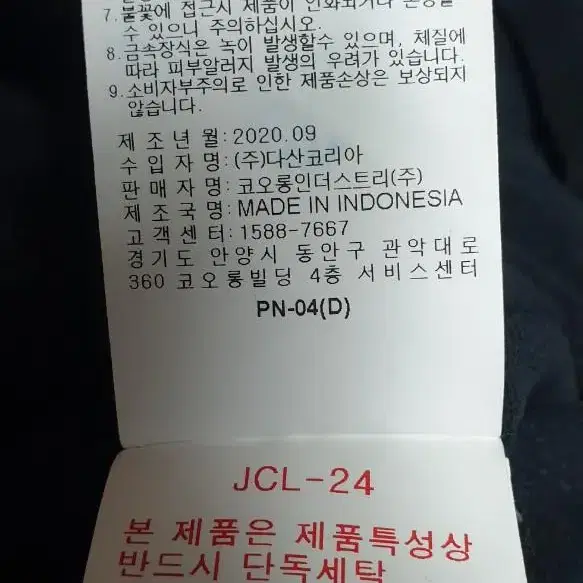 7. 불꽃에 접근시 제품이 인화되거나 손상될
수 있으니 주의하십시오.
8. 금속장식은 녹이 발생할수 있으며, 체질에
따라 피부알러지 발생의 우려가 있습니다.
9. 소비자부주의로 인한 제품손상은 보상되지
않습니다.
제 조 년 월: 2020.09
수 입 자 명: (주)다산코리아
판 매 자 명: 코오롱인더스트리(주)
제 조 국 명: MADE IN INDONESIA
고 객 센 터: 1588-7667
경기도 안양시 동안구 관악대로
360 코오롱빌딩 4층 서비스센터
PN-04(D)
JCL-24
본 제품은 제품특성상
반드시 단독세탁